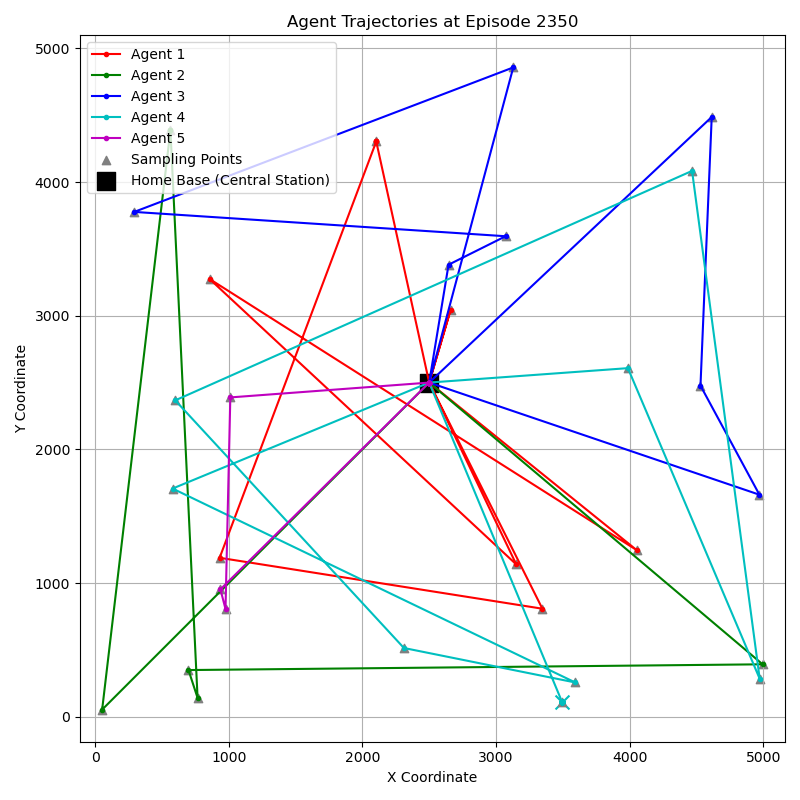 Agent Trajectories at Episode 2350
Agent 1
Agent 2
Agent 3
Agent 4
Agent 5
Sampling Points
Home Base (Central Station)
5000
4000
3000
2000
1000
0
Y Coordinate
0 1000 2000 3000 4000 5000
X Coordinate